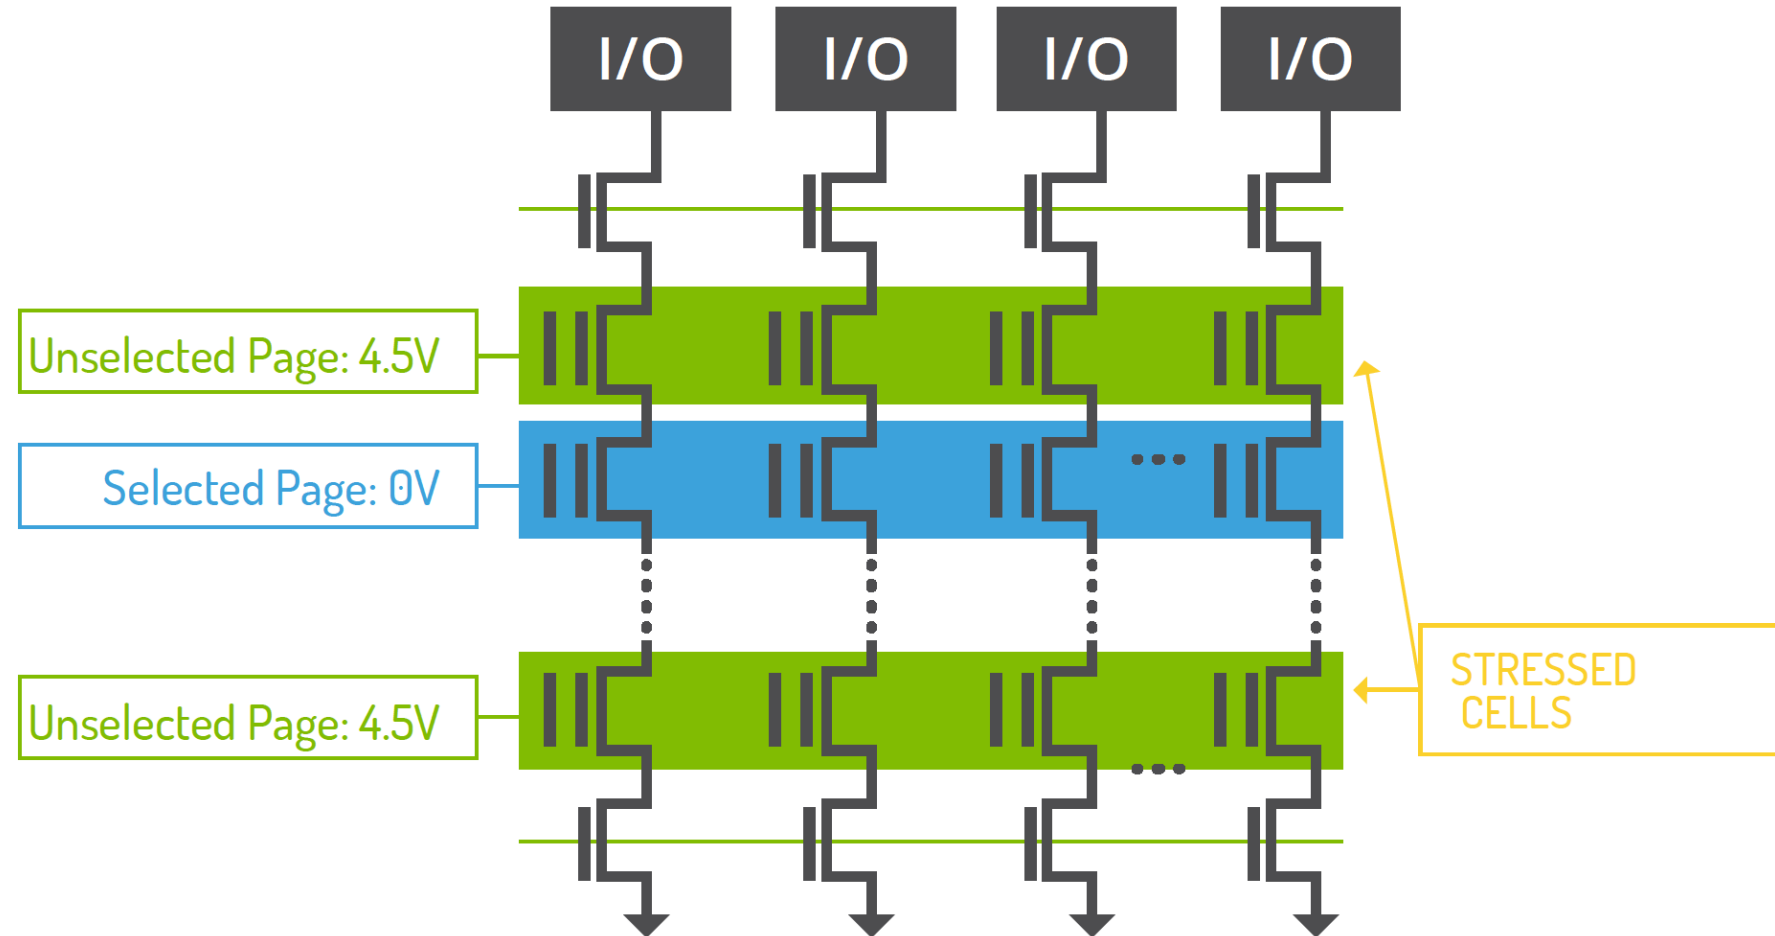 I/O I/O I/O I/O
Unselected Page: 4.5V
Selected Page: 0V
Unselected Page: 4.5V
STRESSED
CELLS